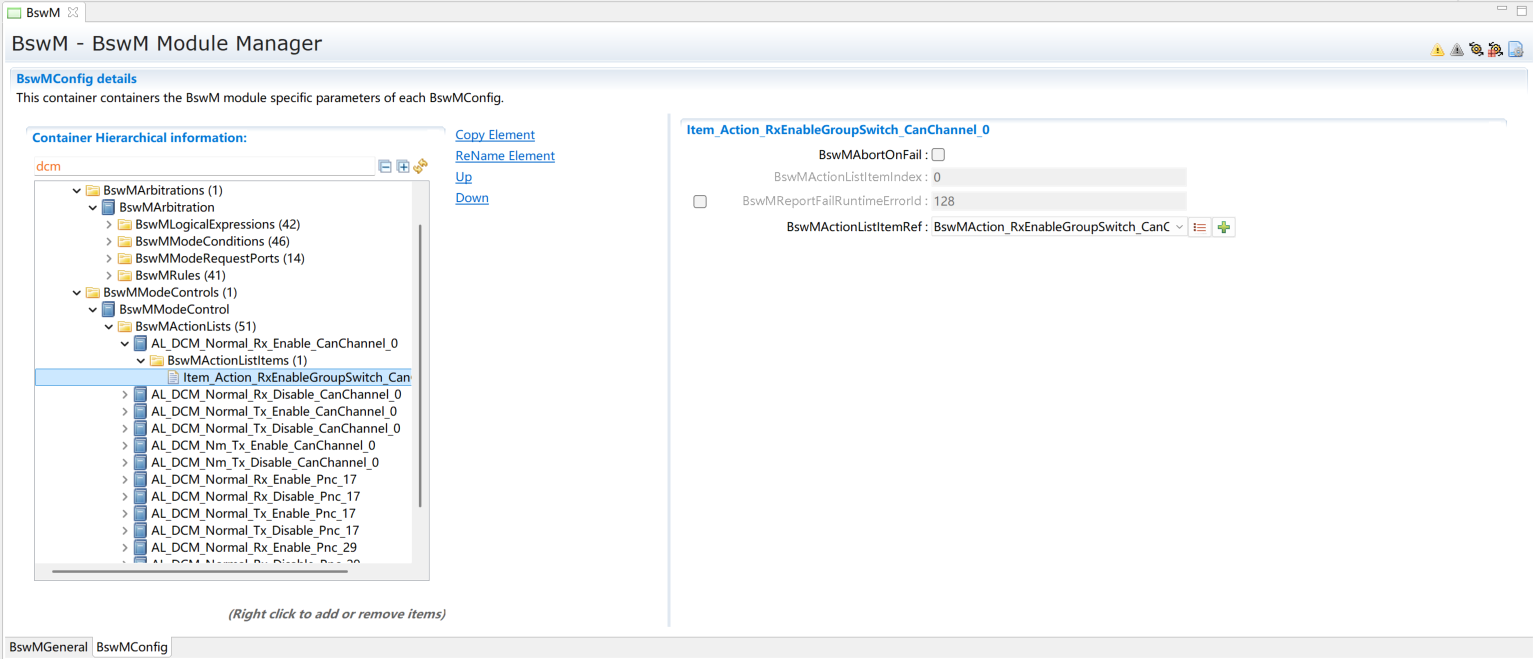 BswM
BswM - BswM Module Manager
BswMConfig details
This container containers the BswM module specific parameters of each BswMConfig.
Container Hierarchical information:
dcm
BswMArbitrations (1)
BswMArbitration
BswMLogicalExpressions (42)
BswMModeConditions (46)
BswMModeRequestPorts (14)
BswMRules (41)
BswMModeControls (1)
BswMModeControl
BswMActionLists (51)
AL_DCM_Normal_Rx_Enable_CanChannel_0
BswMActionListItems (1)
Item_Action_RxEnableGroupSwitch_Can
AL_DCM_Normal_Rx_Disable_CanChannel_0
AL_DCM_Normal_Tx_Enable_CanChannel_0
AL_DCM_Normal_Tx_Disable_CanChannel_0
AL_DCM_Nm_Tx_Enable_CanChannel_0
AL_DCM_Nm_Tx_Disable_CanChannel_0
AL_DCM_Normal_Rx_Enable_Pnc_17
AL_DCM_Normal_Rx_Disable_Pnc_17
AL_DCM_Normal_Tx_Enable_Pnc_17
AL_DCM_Normal_Tx_Disable_Pnc_17
AL_DCM_Normal_Rx_Enable_Pnc_29
AL_DCM_Normal_Rx_Disable_Pnc_29
(Right click to add or remove items)
Copy Element
ReName Element
Up
Down
Item_Action_RxEnableGroupSwitch_CanChannel_0
BswMAbortOnFail :
BswMActionListItemIndex : 0
BswMReportFailRuntimeErrorId : 128
BswMActionListItemRef : BswMAction_RxEnableGroupSwitch_CanC
BswMGeneral BswMConfig